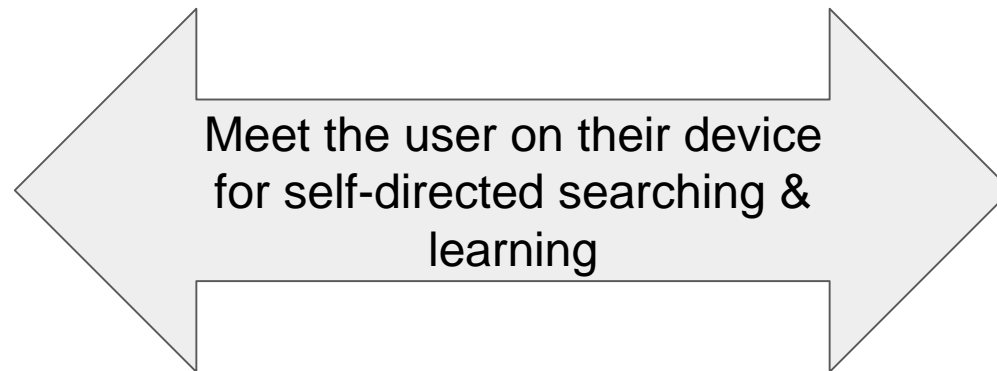 Meet the user on their device
for self-directed searching &
learning